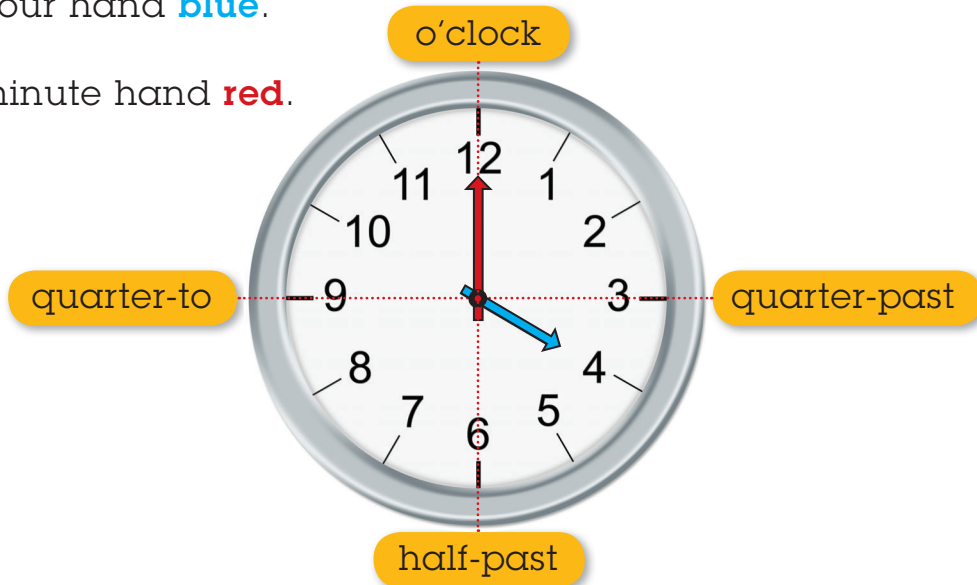 our hand blue.
o’clock
minute hand red.
12
11
1
10
2
quarter-to
9
3
quarter-past
8
4
7
5
6
half-past